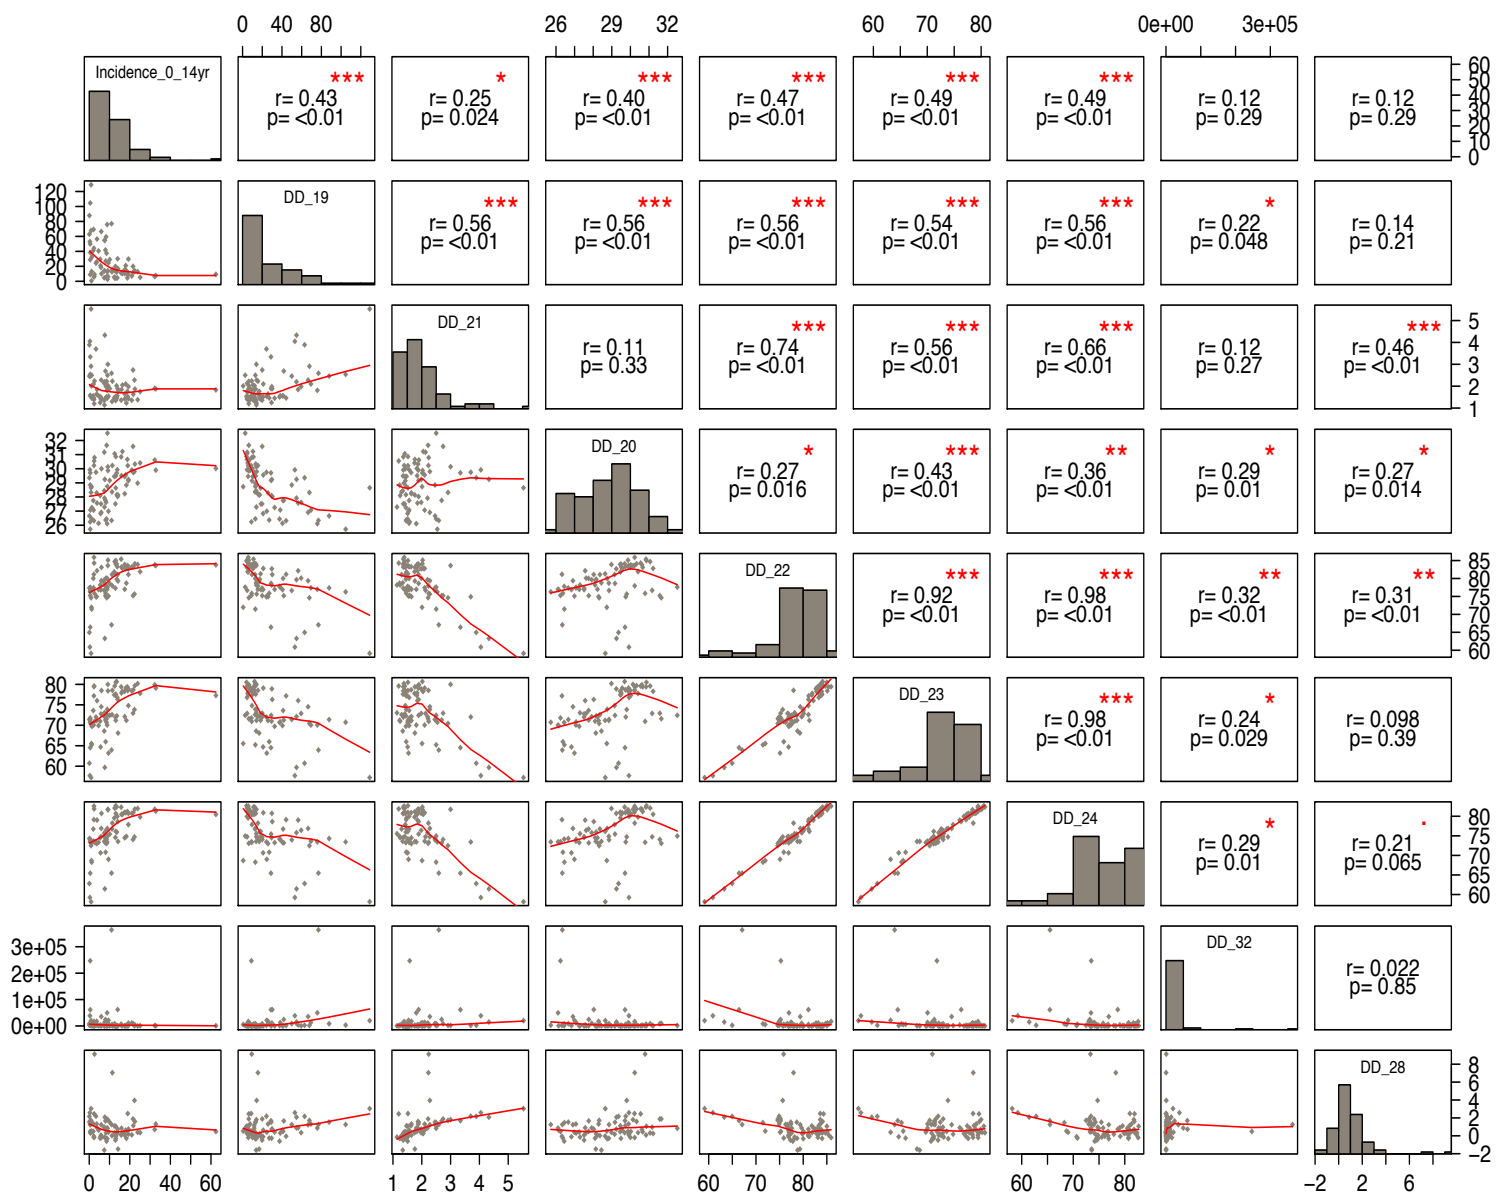 0 40 80 26 29 32 60 70 80 0e+00 3e+05
Incidence_0_14yr *** * *** *** *** ***
r= 0.43 r= 0.25 r= 0.40 r= 0.47 r= 0.49 r= 0.49 r= 0.12 r= 0.12
p= <0.01 p= 0.024 p= <0.01 p= <0.01 p= <0.01 p= <0.01 p= 0.29 p= 0.29
60
50
40
30
20
10
0
DD_19 *** *** *** *** *** *
r= 0.56 r= 0.56 r= 0.56 r= 0.54 r= 0.56 r= 0.22 r= 0.14
p= <0.01 p= <0.01 p= <0.01 p= <0.01 p= <0.01 p= 0.048 p= 0.21
120
100
80
60
40
20
0
DD_21 *** *** *** ***
r= 0.11 r= 0.74 r= 0.56 r= 0.66 r= 0.12 r= 0.46
p= 0.33 p= <0.01 p= <0.01 p= <0.01 p= 0.27 p= <0.01
5
4
3
2
1
DD_20 * *** ** * *
r= 0.27 r= 0.43 r= 0.36 r= 0.29 r= 0.27
p= 0.016 p= <0.01 p= <0.01 p= 0.01 p= 0.014
32
31
30
29
28
27
26
DD_22 *** *** ** **
r= 0.92 r= 0.98 r= 0.32 r= 0.31
p= <0.01 p= <0.01 p= <0.01 p= <0.01
85
80
75
70
65
60
DD_23 *** *
r= 0.98 r= 0.24 r= 0.098
p= <0.01 p= 0.029 p= 0.39
80
75
70
65
60
DD_24 * .
r= 0.29 r= 0.21
p= 0.01 p= 0.065
80
75
70
65
60
DD_32
r= 0.022
p= 0.85
3e+05
2e+05
1e+05
0e+00
DD_28
8
6
4
2
0
−2
0 20 40 60 1 2 3 4 5 60 70 80 60 70 80 −2 2 6